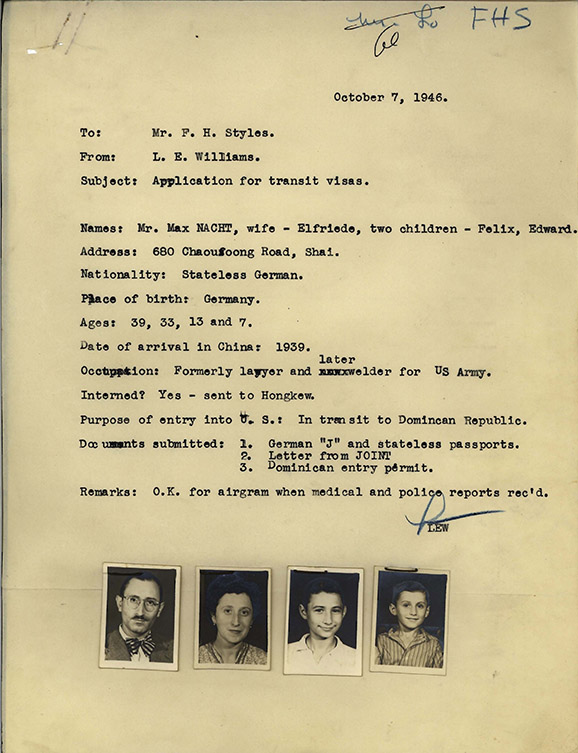 FHS
October 7, 1946.
To: Mr. F. H. Styles.
From: L. E. Williams.
Subject: Application for transit visas.
Names: Mr. Max NACHT, wife - Elfriede, two children - Felix, Edward.
Address: 680 Chaoufoong Road, Shai.
Nationality: Stateless German.
Place of birth: Germany.
Ages: 39, 33, 13 and 7.
Date of arrival in China: 1939.
later
Occupation: Formerly lawyer and welder for US Army.
Interned? Yes - sent to Hongkew.
Purpose of entry into U. S.: In transit to Domincan Republic.
Documents submitted: 1. German "J" and stateless passports.
2. Letter from JOINT
3. Dominican entry permit.
Remarks: O.K. for airgram when medical and police reports rec'd.
LEW